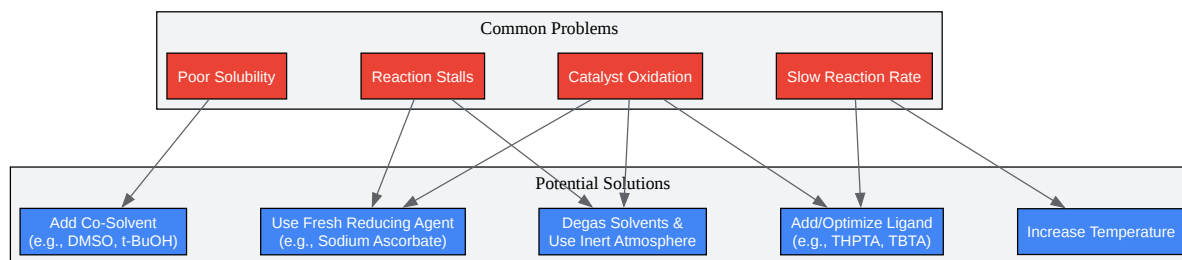 Common Problems
Poor Solubility
Reaction Stalls
Catalyst Oxidation
Slow Reaction Rate
Potential Solutions
Add Co-Solvent
(e.g., DMSO, t-BuOH)
Use Fresh Reducing Agent
(e.g., Sodium Ascorbate)
Degas Solvents &
Use Inert Atmosphere
Add/Optimize Ligand
(e.g., THPTA, TBTA)
Increase Temperature